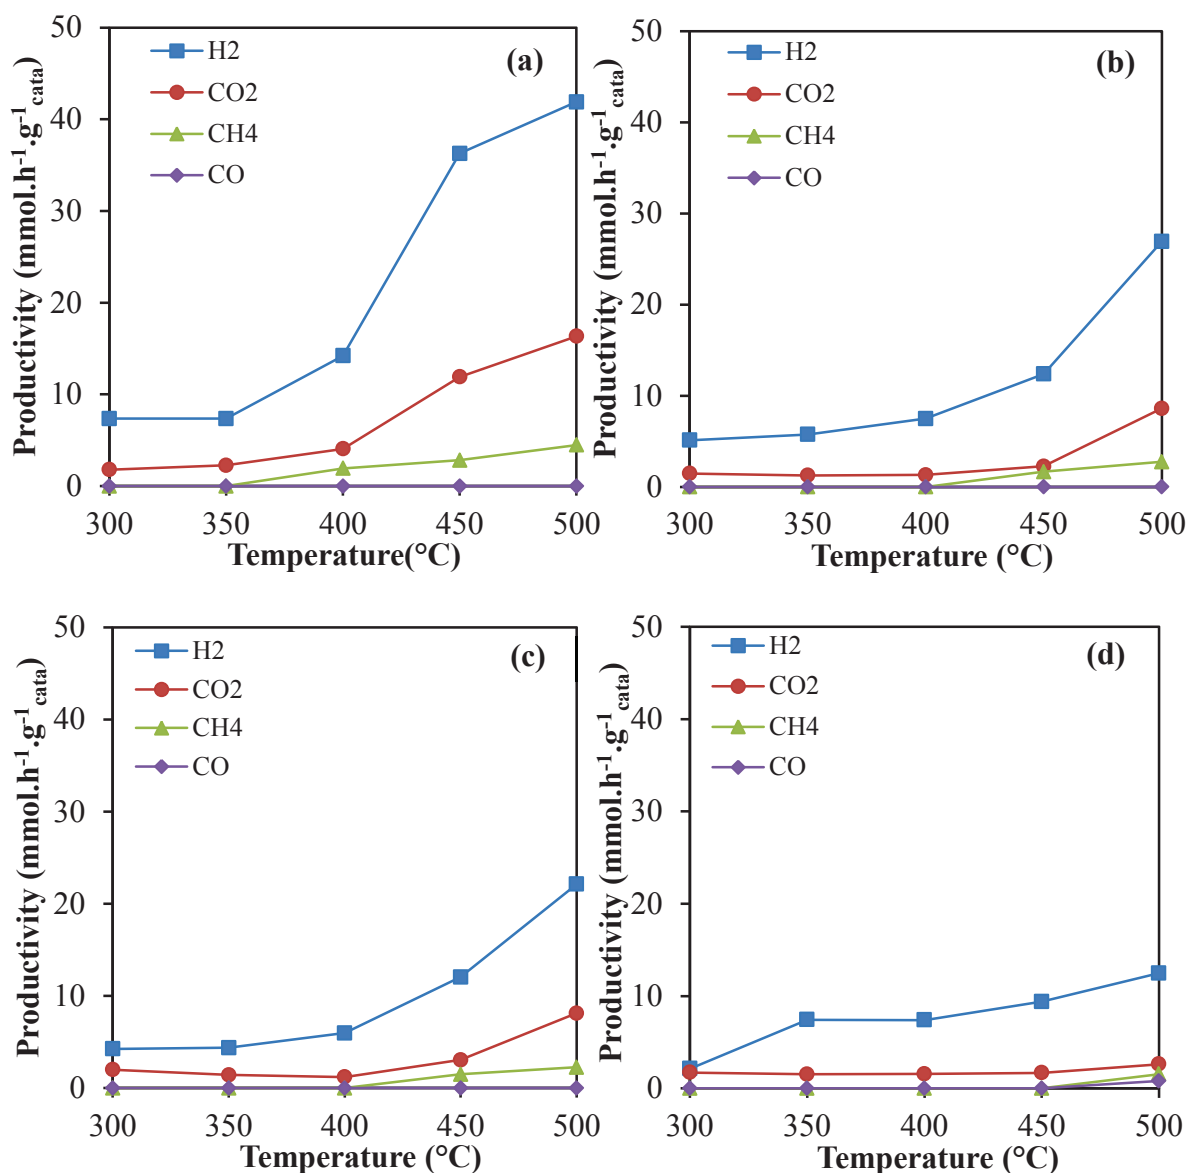 Productivity (mmol.h⁻¹.g⁻¹cata)
50
40
30
20
10
0
H2
CO2
CH4
CO
(a)
300 350 400 450 500
Temperature(°C)
Productivity (mmol.h⁻¹.g⁻¹cata)
50
40
30
20
10
0
H2
CO2
CH4
CO
(b)
300 350 400 450 500
Temperature (°C)
Productivity (mmol.h⁻¹.g⁻¹cata)
50
40
30
20
10
0
H2
CO2
CH4
CO
(c)
300 350 400 450 500
Temperature (°C)
Productivity (mmol.h⁻¹.g⁻¹cata)
50
40
30
20
10
0
H2
CO2
CH4
CO
(d)
300 350 400 450 500
Temperature (°C)